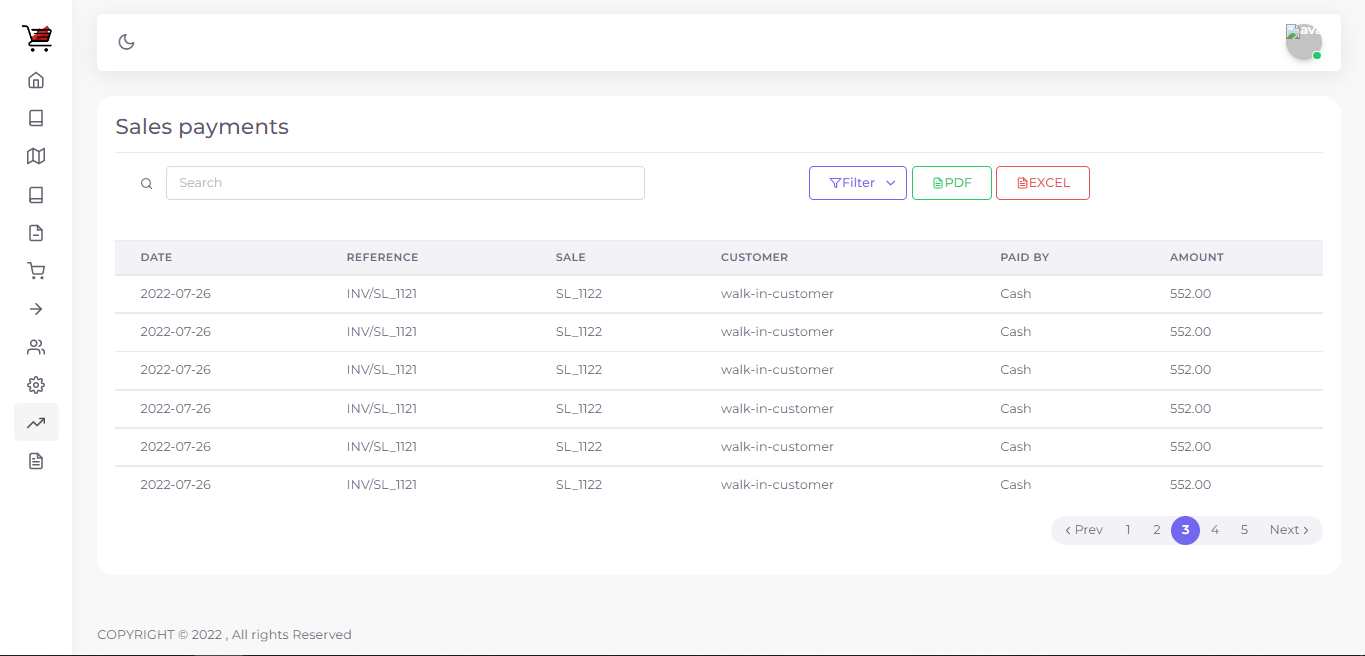 ava
Sales payments
Search
Filter PDF EXCEL
DATE REFERENCE SALE CUSTOMER PAID BY AMOUNT
2022-07-26 INV/SL_1121 SL_1122 walk-in-customer Cash 552.00
2022-07-26 INV/SL_1121 SL_1122 walk-in-customer Cash 552.00
2022-07-26 INV/SL_1121 SL_1122 walk-in-customer Cash 552.00
2022-07-26 INV/SL_1121 SL_1122 walk-in-customer Cash 552.00
2022-07-26 INV/SL_1121 SL_1122 walk-in-customer Cash 552.00
2022-07-26 INV/SL_1121 SL_1122 walk-in-customer Cash 552.00
‹ Prev 1 2 3 4 5 Next ›
COPYRIGHT © 2022 , All rights Reserved